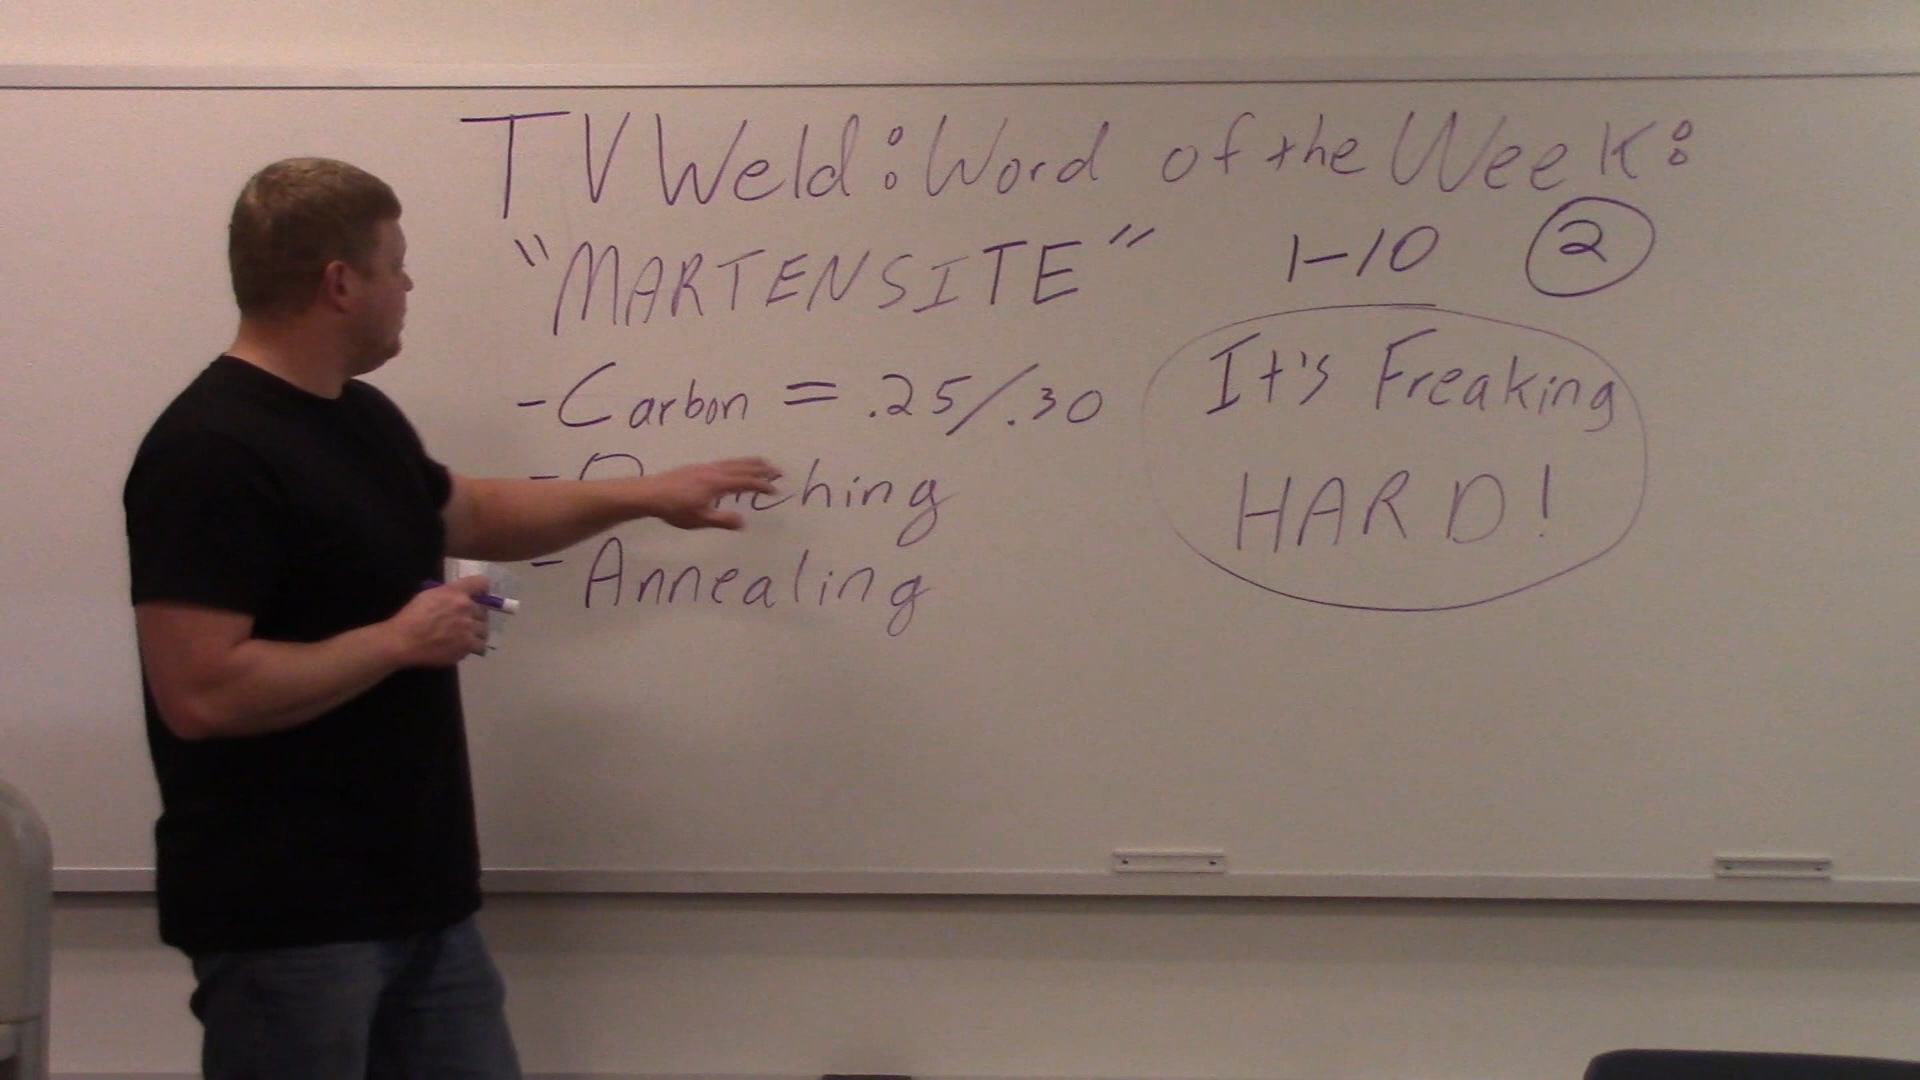 TV Weld: Word of the Week:
"MARTENSITE" 1-10 2
- Carbon = .25/.30
It's Freaking
HARD!
- Annealing